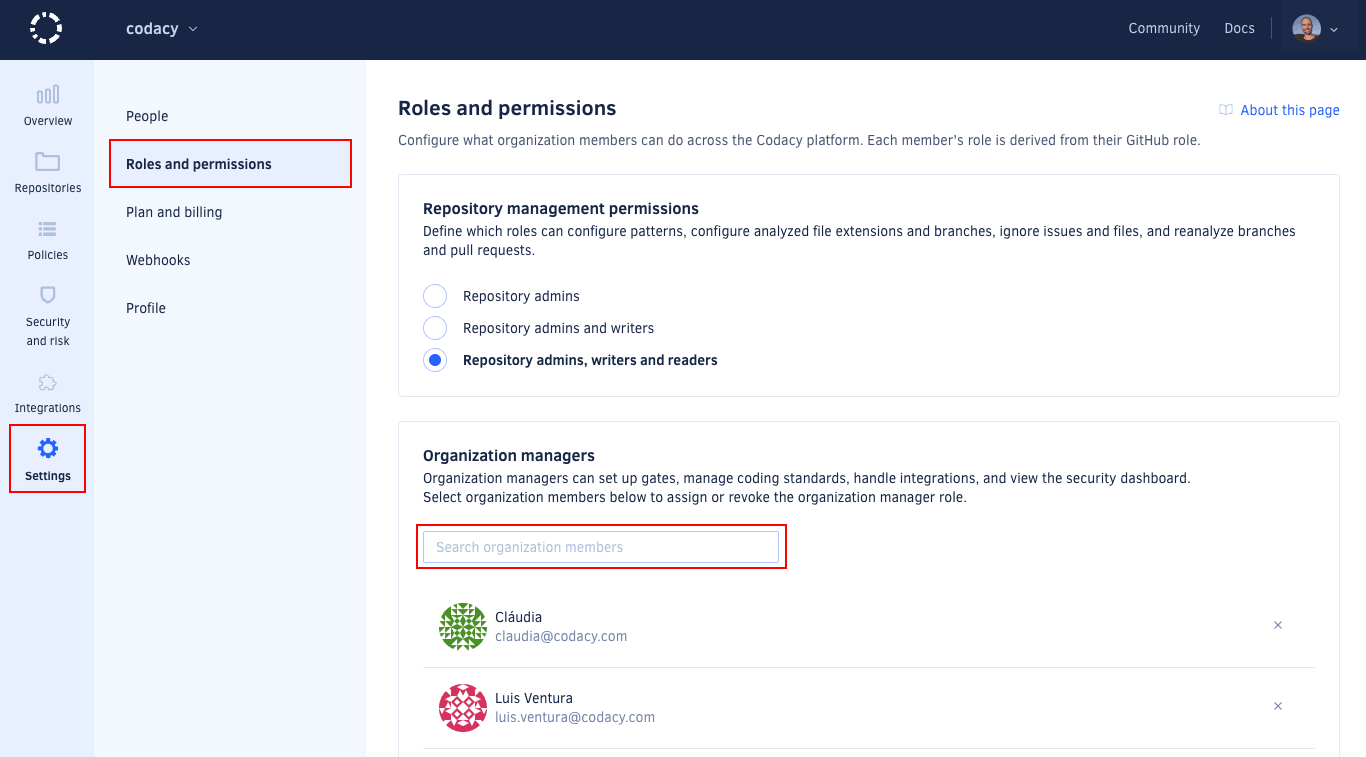 codacy
Community
Docs
Overview
Repositories
Policies
Security
and risk
Integrations
Settings
People
Roles and permissions
Plan and billing
Webhooks
Profile
Roles and permissions
About this page
Configure what organization members can do across the Codacy platform. Each member's role is derived from their GitHub role.
Repository management permissions
Define which roles can configure patterns, configure analyzed file extensions and branches, ignore issues and files, and reanalyze branches
and pull requests.
Repository admins
Repository admins and writers
Repository admins, writers and readers
Organization managers
Organization managers can set up gates, manage coding standards, handle integrations, and view the security dashboard.
Select organization members below to assign or revoke the organization manager role.
Search organization members
Cláudia
claudia@codacy.com
Luis Ventura
luis.ventura@codacy.com